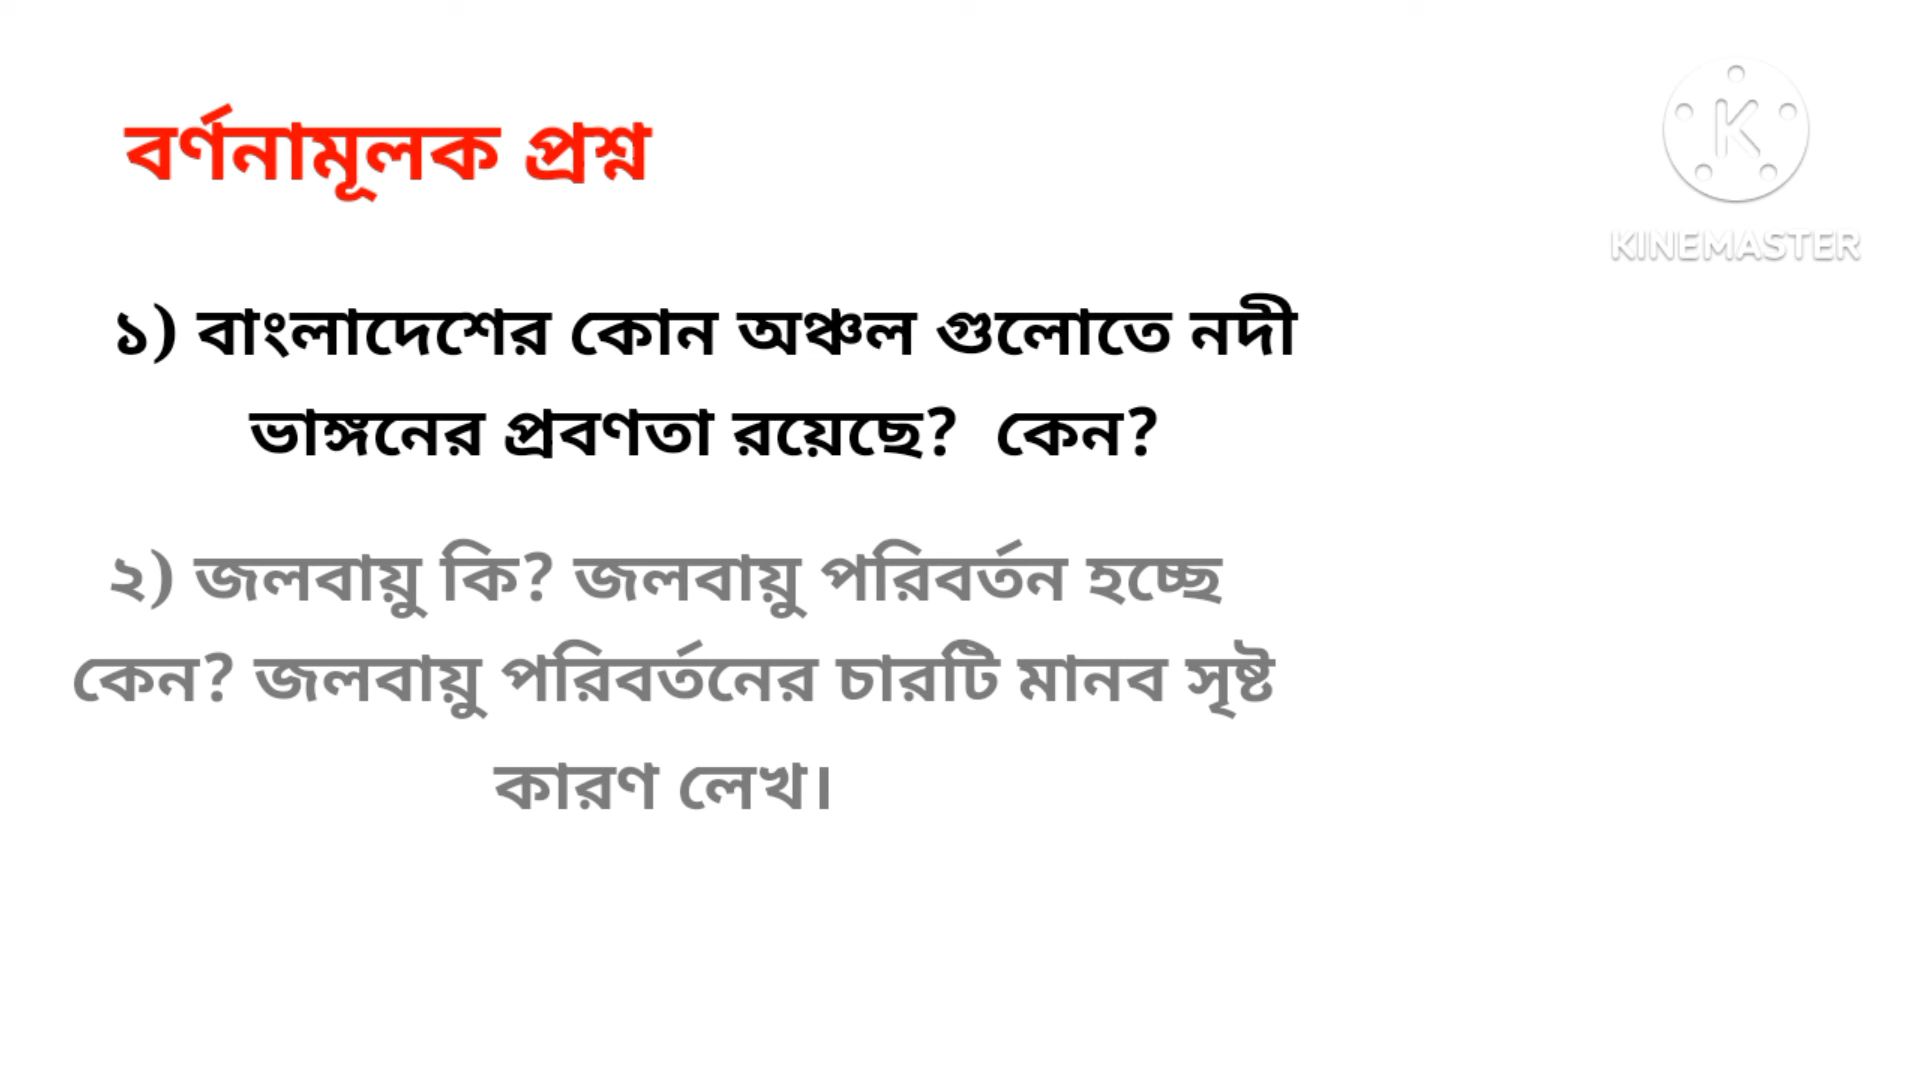 বর্ণনামূলক প্রশ্ন
K
KINEMASTER
১) বাংলাদেশের কোন অঞ্চল গুলোতে নদী
ভাঙ্গনের প্রবণতা রয়েছে? কেন?
২) জলবায়ু কি? জলবায়ু পরিবর্তন হচ্ছে
কেন? জলবায়ু পরিবর্তনের চারটি মানব সৃষ্ট
কারণ লেখ।